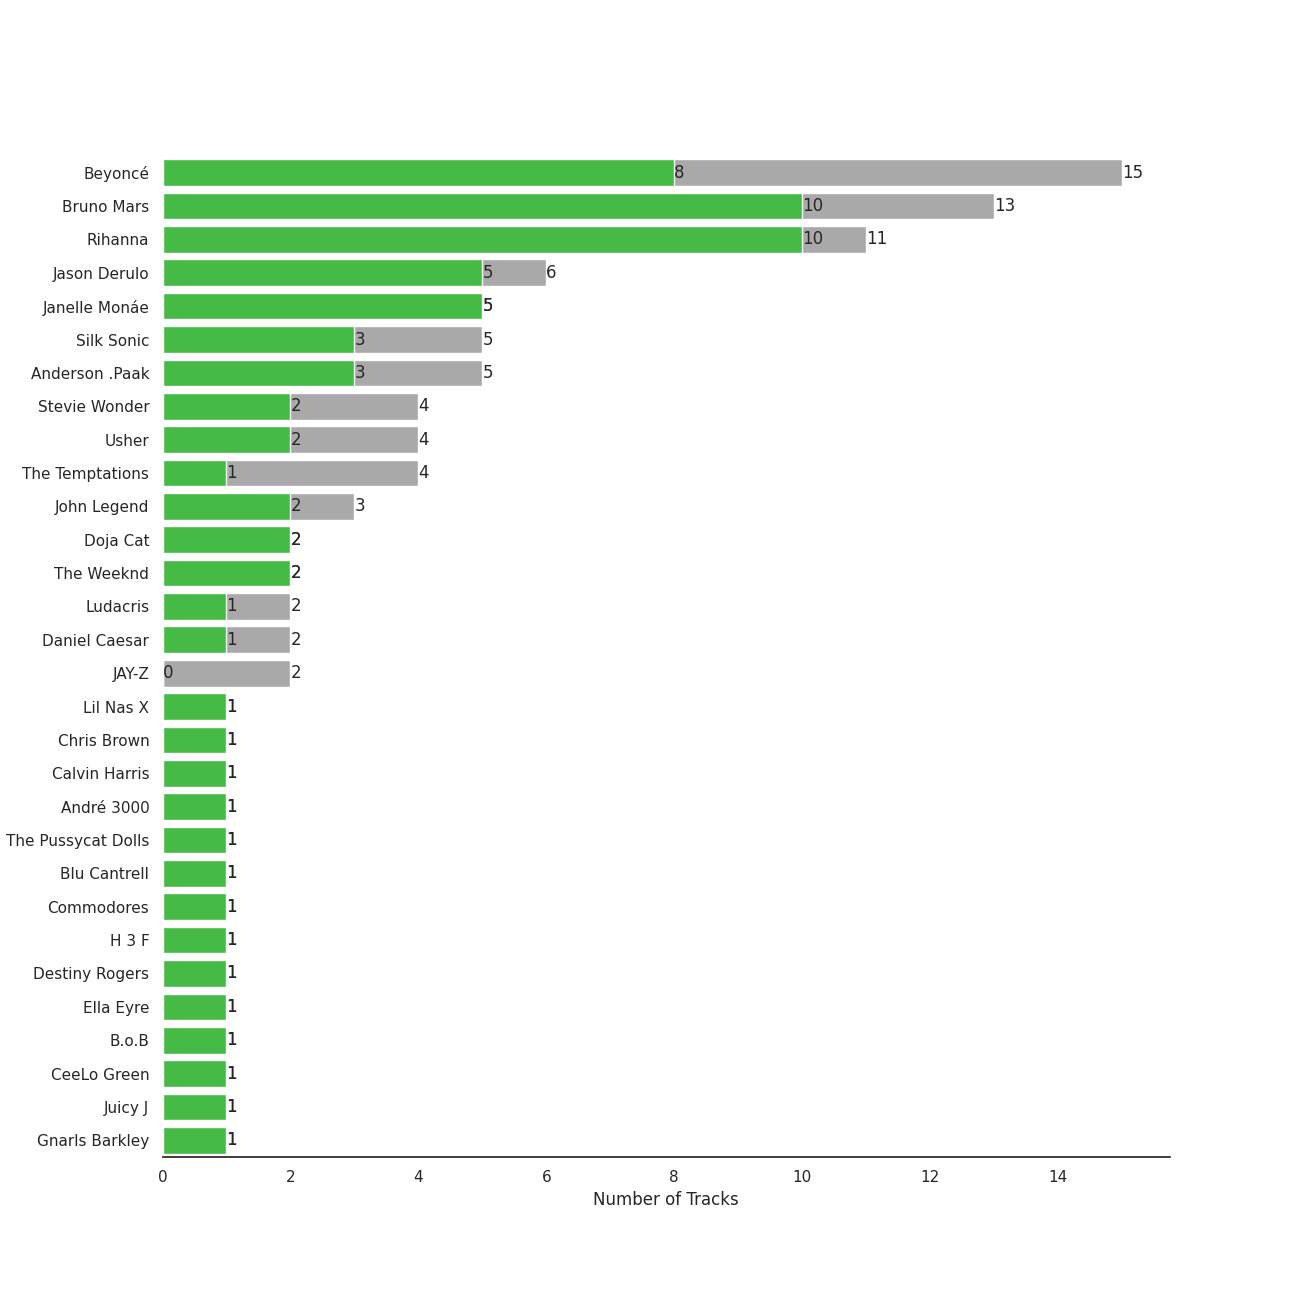 Beyoncé 8 15
Bruno Mars 10 13
Rihanna 10 11
Jason Derulo 5 6
Janelle Monáe 5
Silk Sonic 3 5
Anderson .Paak 3 5
Stevie Wonder 2 4
Usher 2 4
The Temptations 1 4
John Legend 2 3
Doja Cat 2
The Weeknd 2
Ludacris 1 2
Daniel Caesar 1 2
JAY-Z 0 2
Lil Nas X 1
Chris Brown 1
Calvin Harris 1
André 3000 1
The Pussycat Dolls 1
Blu Cantrell 1
Commodores 1
H 3 F 1
Destiny Rogers 1
Ella Eyre 1
B.o.B 1
CeeLo Green 1
Juicy J 1
Gnarls Barkley 1
0 2 4 6 8 10 12 14
Number of Tracks